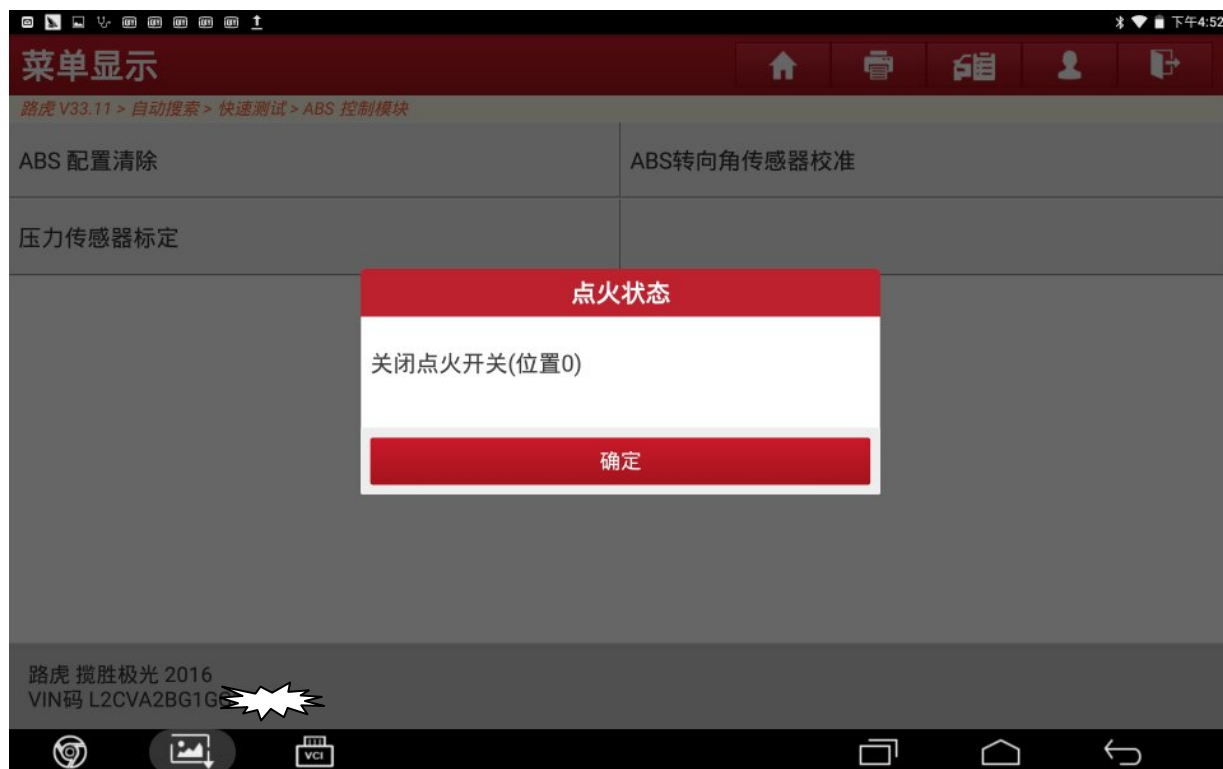 下午4:52
菜单显示
路虎 V33.11 > 自动搜索 > 快速测试 > ABS 控制模块
ABS 配置清除
ABS转向角传感器校准
压力传感器标定
点火状态
关闭点火开关(位置0)
确定
路虎 揽胜极光 2016
VIN码 L2CVA2BG1G
VCI